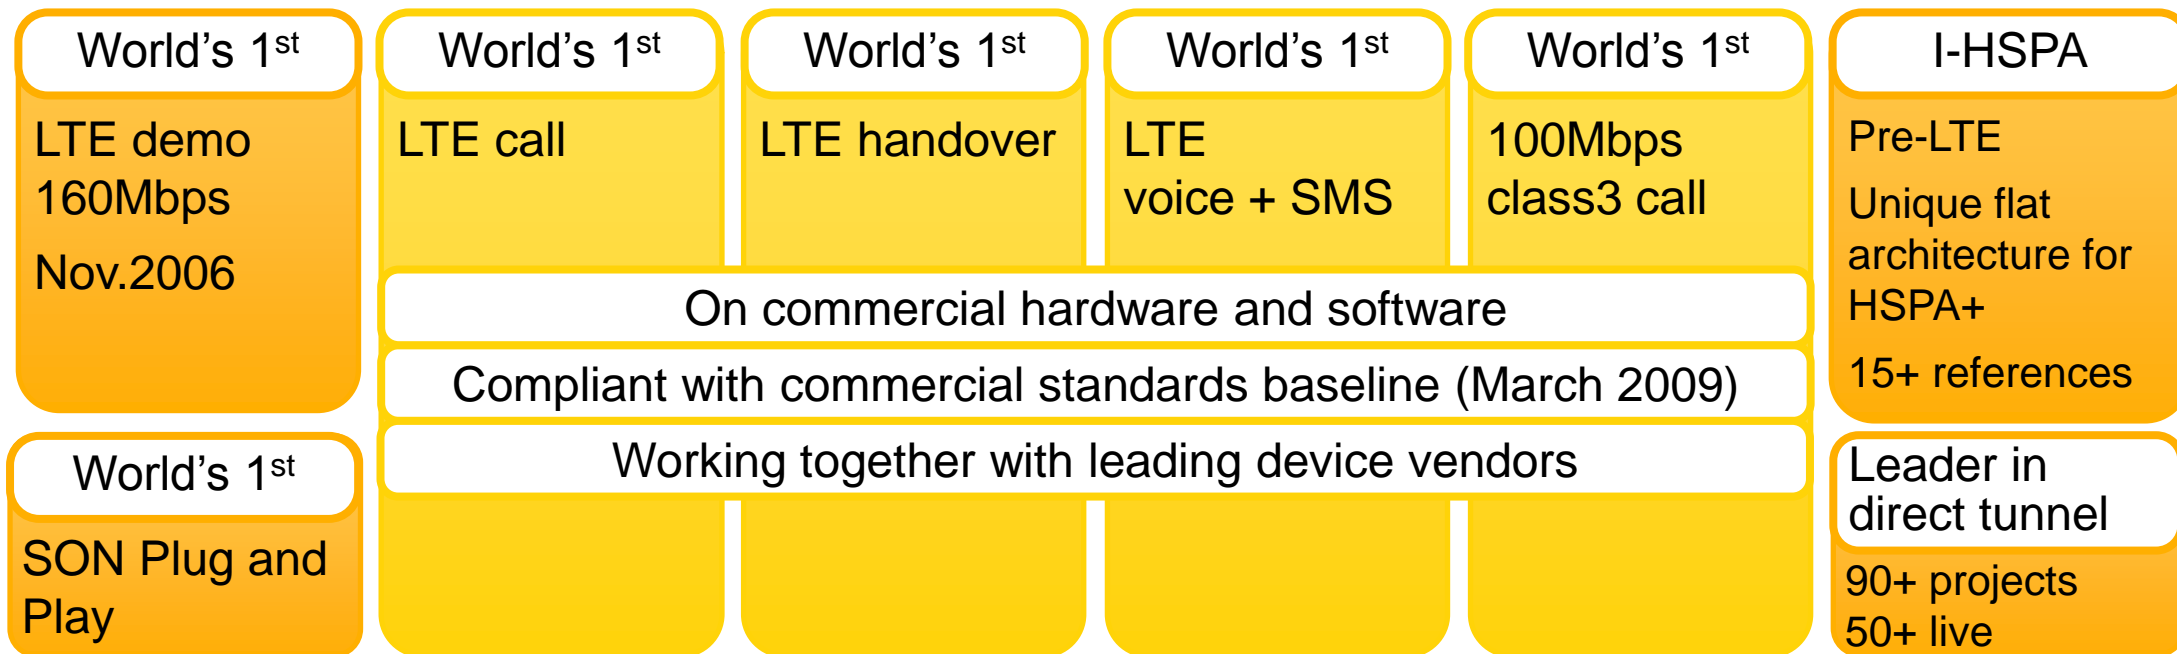 World’s 1st
LTE demo
160Mbps
Nov.2006
World’s 1st
SON Plug and
Play
World’s 1st
LTE call
World’s 1st
LTE handover
World’s 1st
LTE
voice + SMS
World’s 1st
100Mbps
class3 call
On commercial hardware and software
Compliant with commercial standards baseline (March 2009)
Working together with leading device vendors
I-HSPA
Pre-LTE
Unique flat
architecture for
HSPA+
15+ references
Leader in
direct tunnel
90+ projects
50+ live